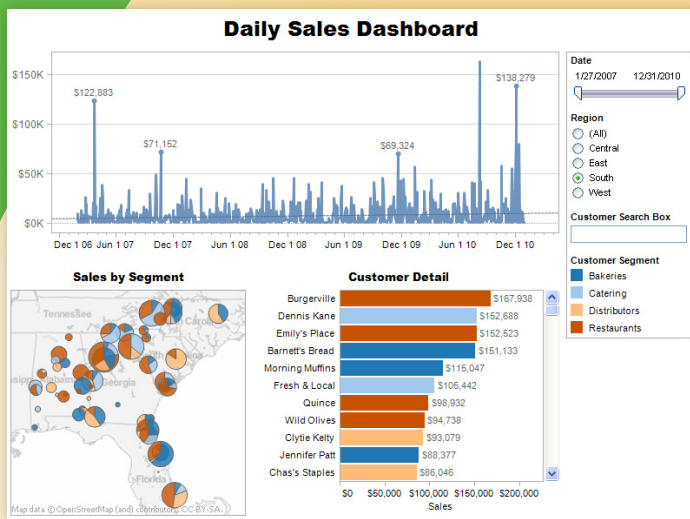 Daily Sales Dashboard
$150K
$100K
$50K
$0K
$122,883
$71,152
$69,324
$138,279
Dec 1 06 Jun 1 07 Dec 1 07 Jun 1 08 Dec 1 08 Jun 1 09 Dec 1 09 Jun 1 10 Dec 1 10
Date
1/27/2007 12/31/2010
Region
(All)
Central
East
South
West
Customer Search Box
Customer Segment
Bakeries
Catering
Distributors
Restaurants
Sales by Segment
Tennessee
Georgia
Florida
Map data © OpenStreetMap (and) contributors, CC-BY-SA.
Customer Detail
Burgerville $167,938
Dennis Kane $152,688
Emily's Place $152,523
Barnett's Bread $151,133
Morning Muffins $115,047
Fresh & Local $106,442
Quince $98,932
Wild Olives $94,738
Clytie Kelty $93,079
Jennifer Patt $88,377
Chas's Staples $86,046
$0 $50,000 $100,000 $150,000 $200,000
Sales